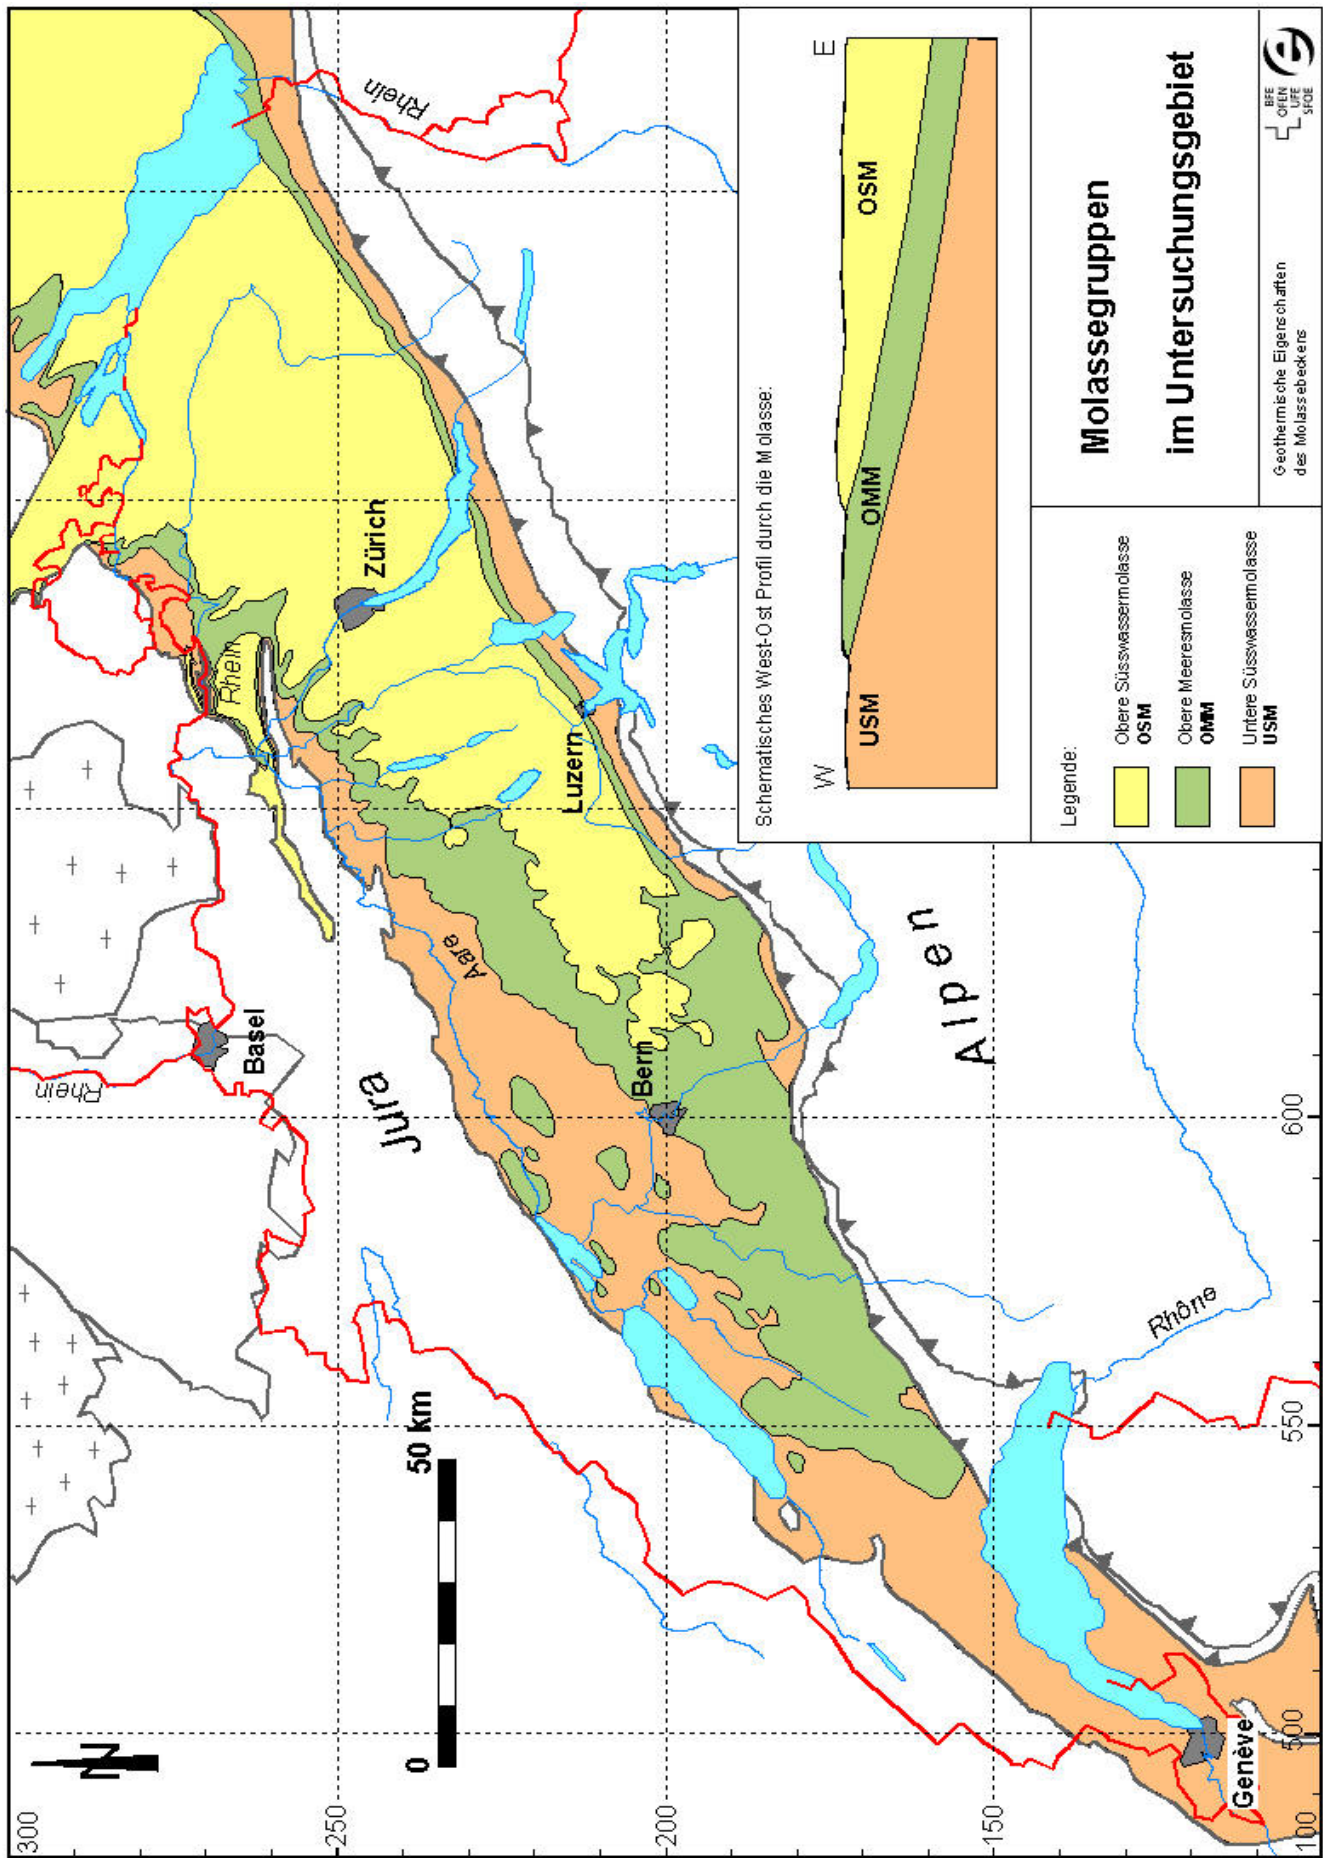 N
0
50 km
300
250
200
150
100
500
550
600
Rhein
Basel
Jura
Aare
Rhein
Zürich
Luzern
Bern
Alpen
Rhein
Rhône
Genève
Schematisches West-Ost Profil durch die Molasse:
W
E
USM
OMM
OSM
Legende:
Obere Süsswassermolasse
OSM
Obere Meeresmolasse
OMM
Untere Süsswassermolasse
USM
Molassegruppen
im Untersuchungsgebiet
Geothermische Eigenschaften
des Molassebeckens
BFE
OFEN
UFE
SFOE